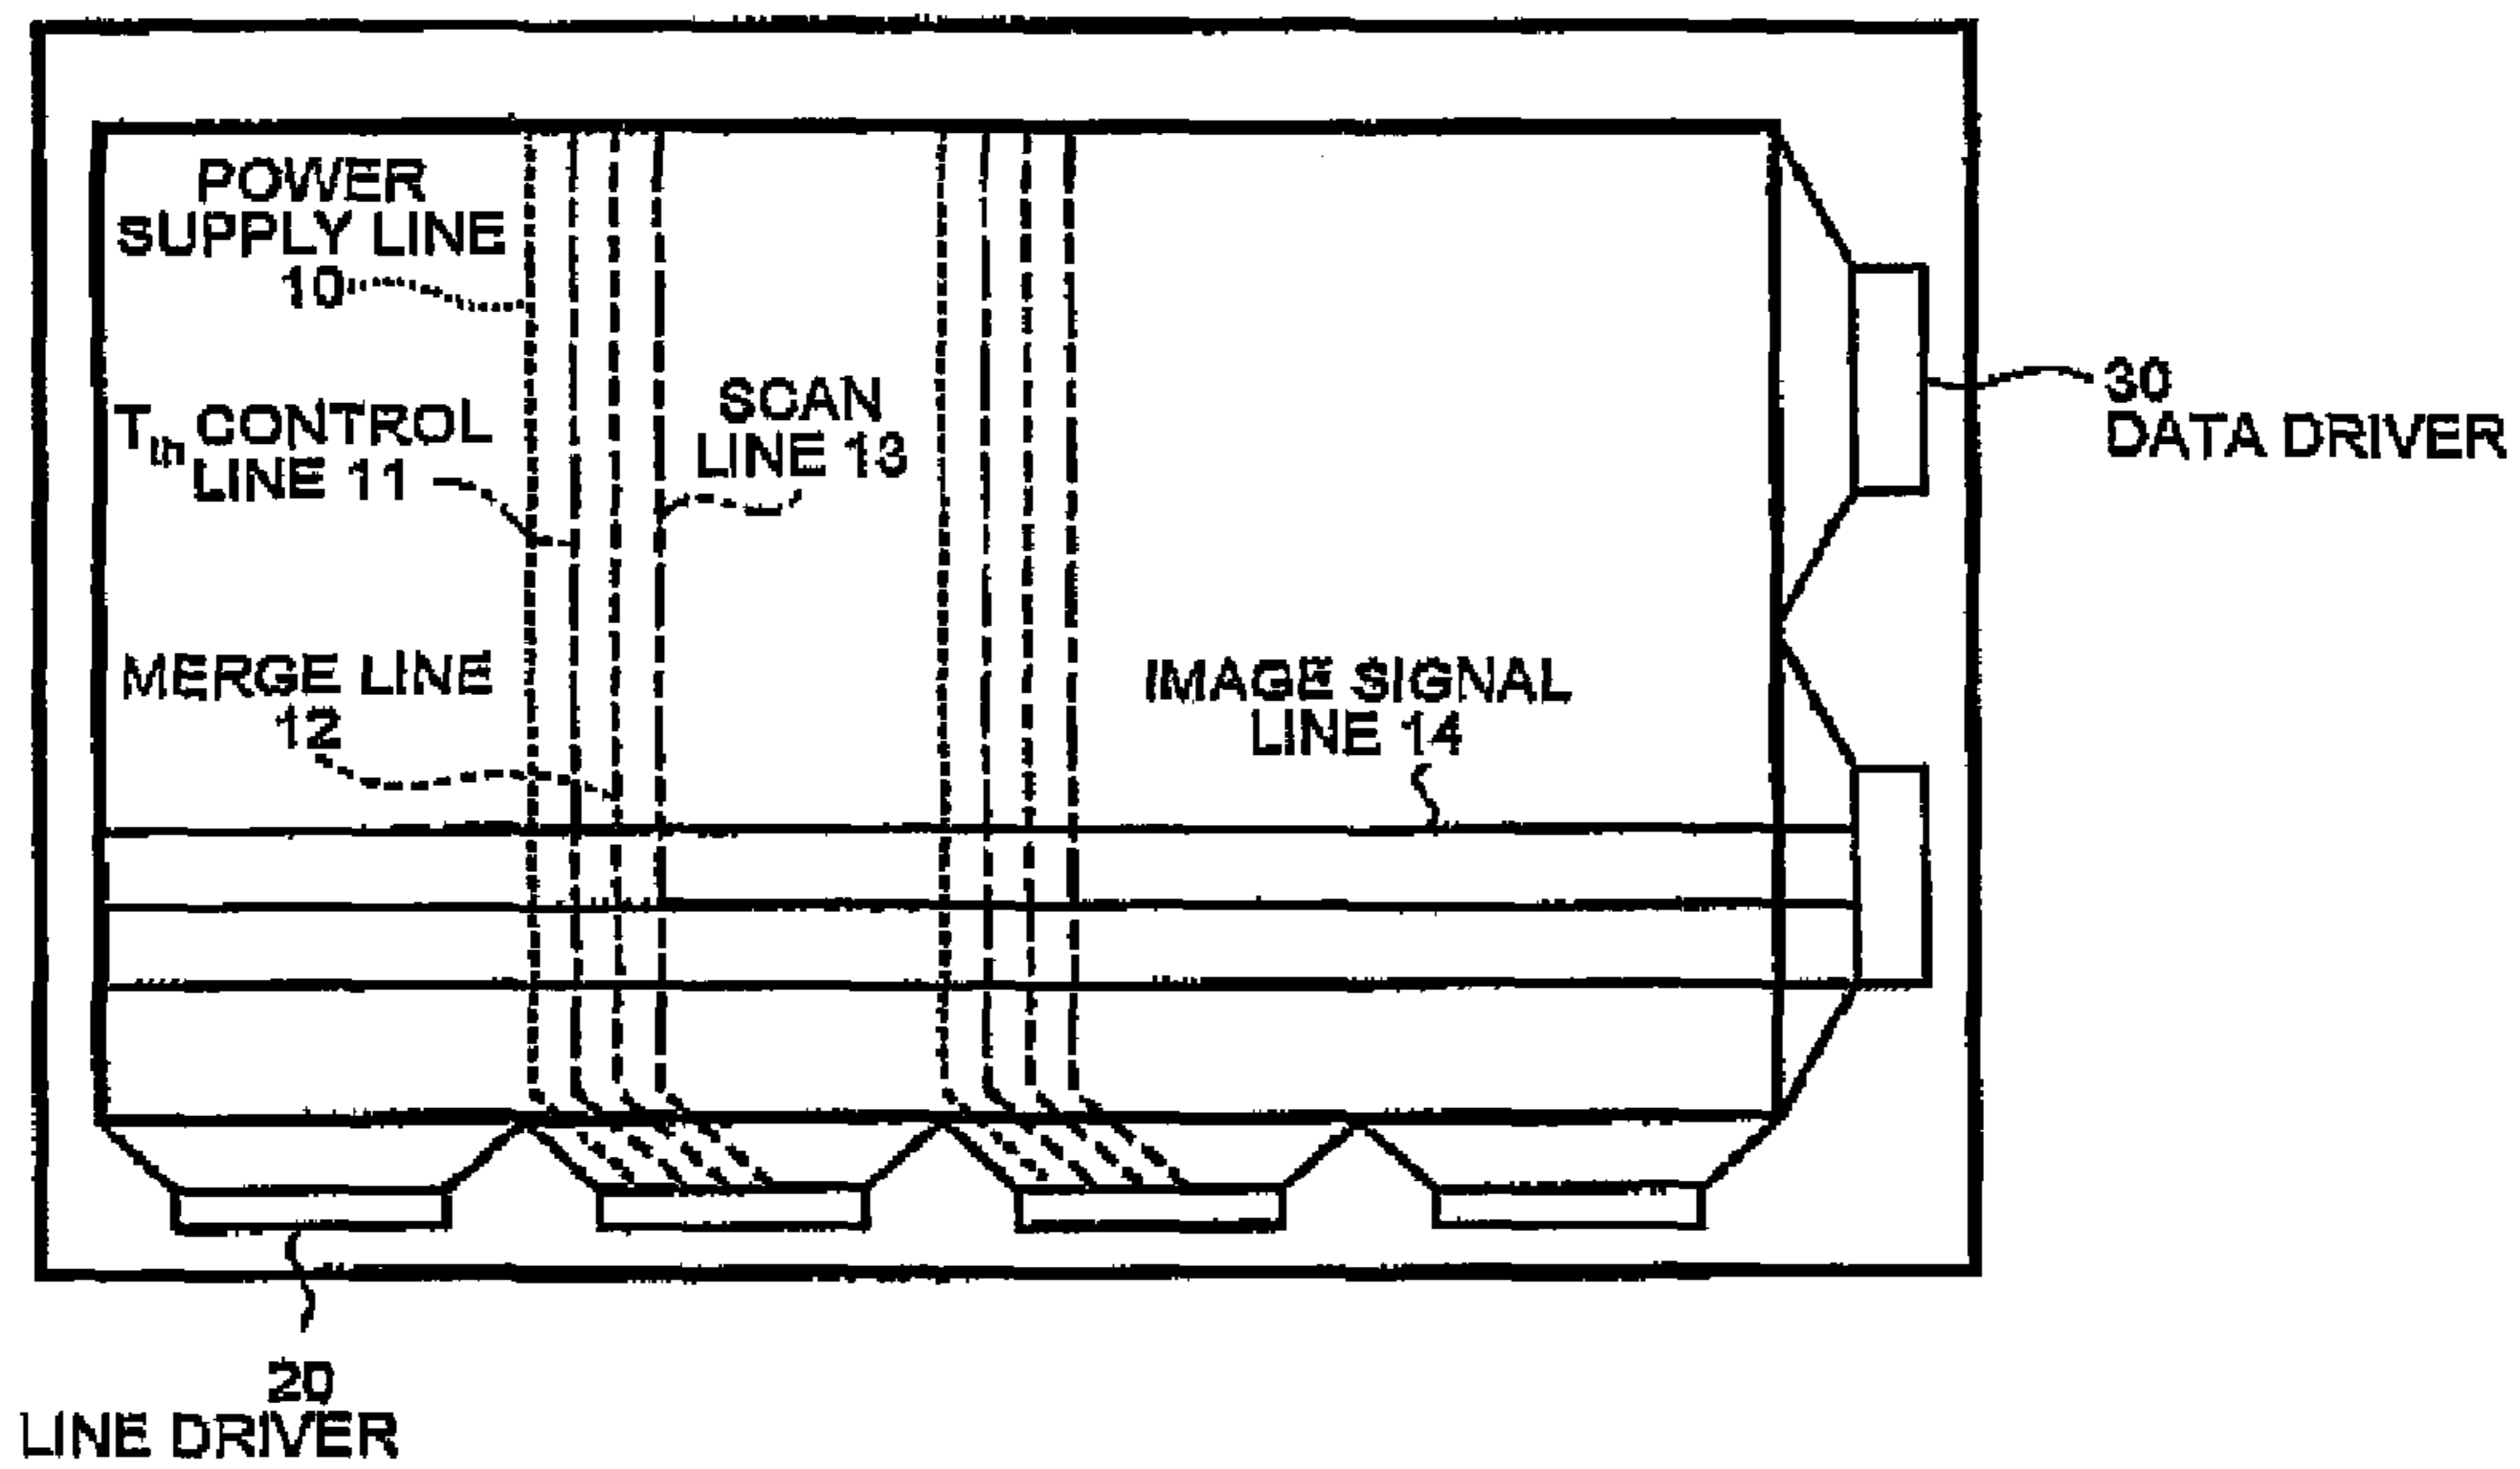 POWER
SUPPLY LINE
10
Tth CONTROL
LINE 11
SCAN
LINE 13
30
DATA DRIVER
MERGE LINE
12
IMAGE SIGNAL
LINE 14
20
LINE DRIVER